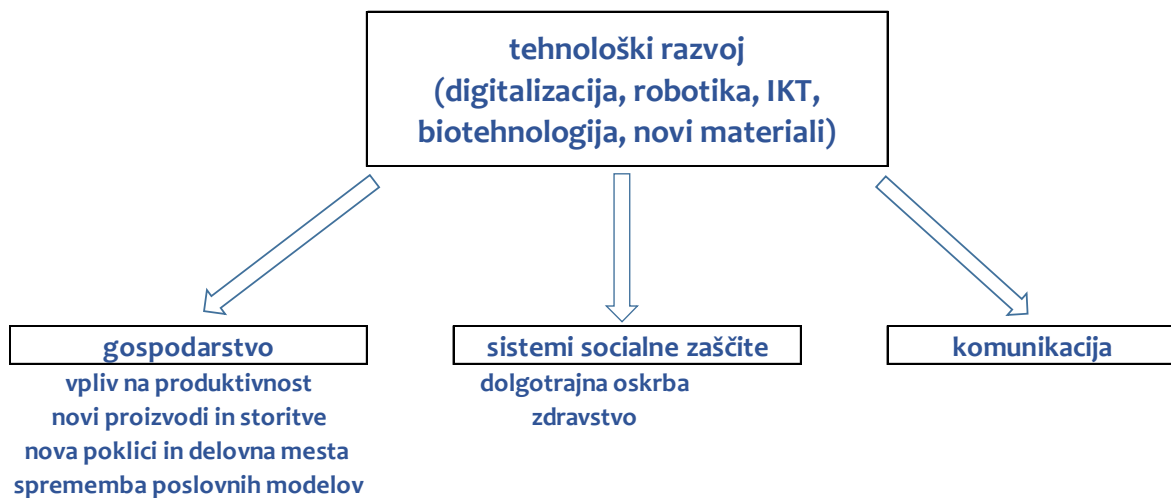 tehnološki razvoj
(digitalizacija, robotika, IKT,
biotehnologija, novi materiali)
gospodarstvo
vpliv na produktivnost
novi proizvodi in storitve
nova poklici in delovna mesta
sprememba poslovnih modelov
sistemi socialne zaščite
dolgotrajna oskrba
zdravstvo
komunikacija